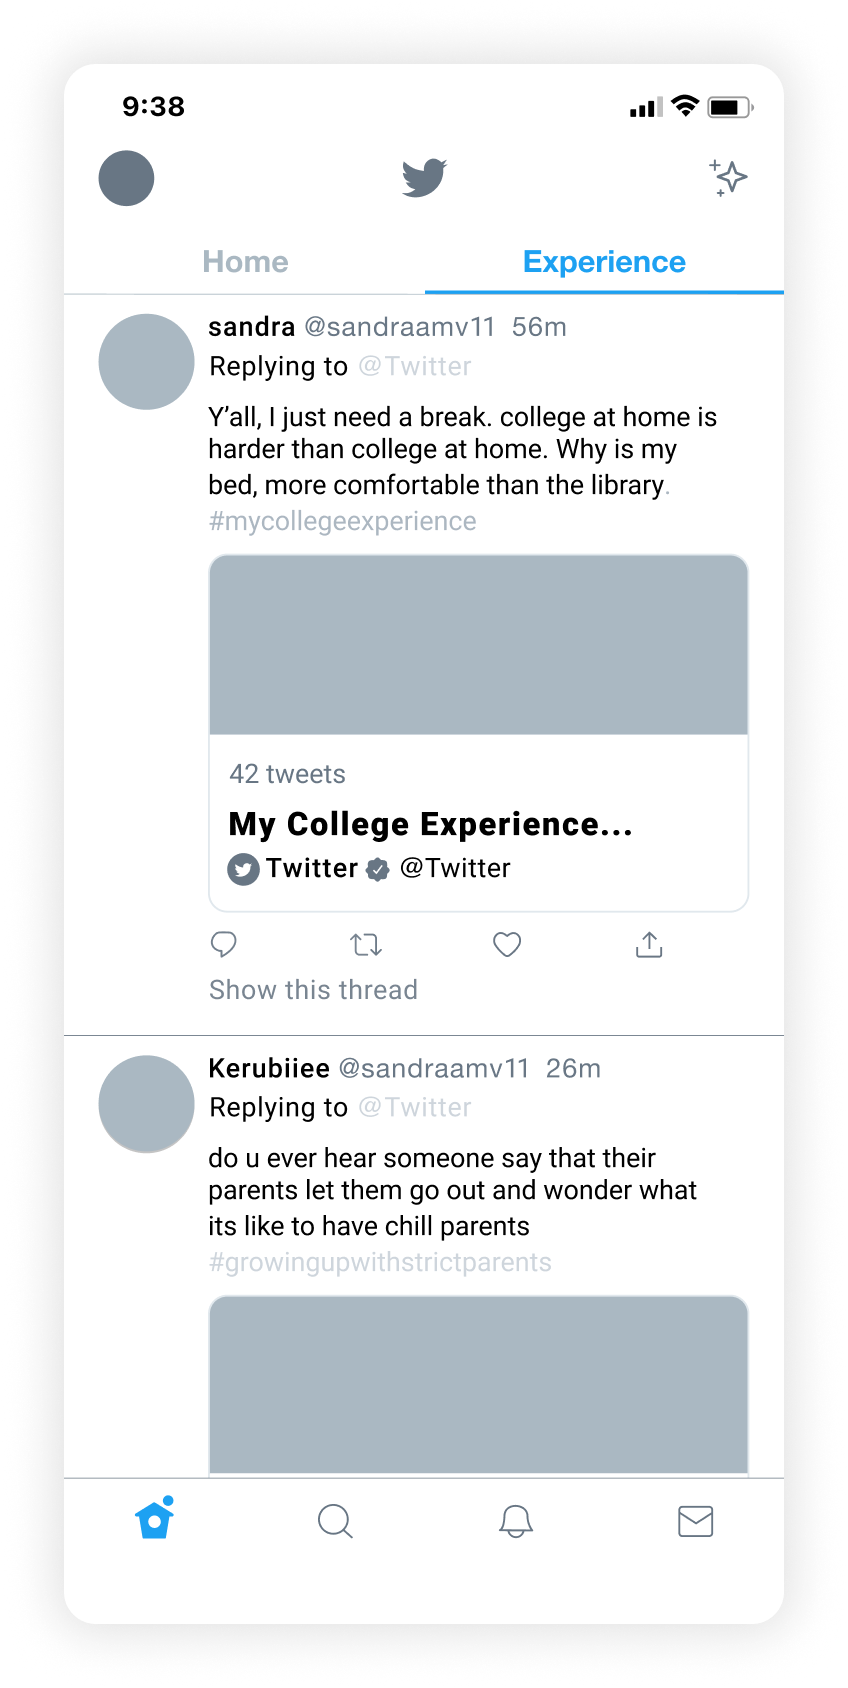 9:38
Home Experience
sandra @sandraamv11 56m
Replying to @Twitter
Y’all, I just need a break. college at home is
harder than college at home. Why is my
bed, more comfortable than the library.
#mycollegeexperience
42 tweets
My College Experience...
Twitter @Twitter
Show this thread
Kerubiiee @sandraamv11 26m
Replying to @Twitter
do u ever hear someone say that their
parents let them go out and wonder what
its like to have chill parents
#growingupwithstrictparents